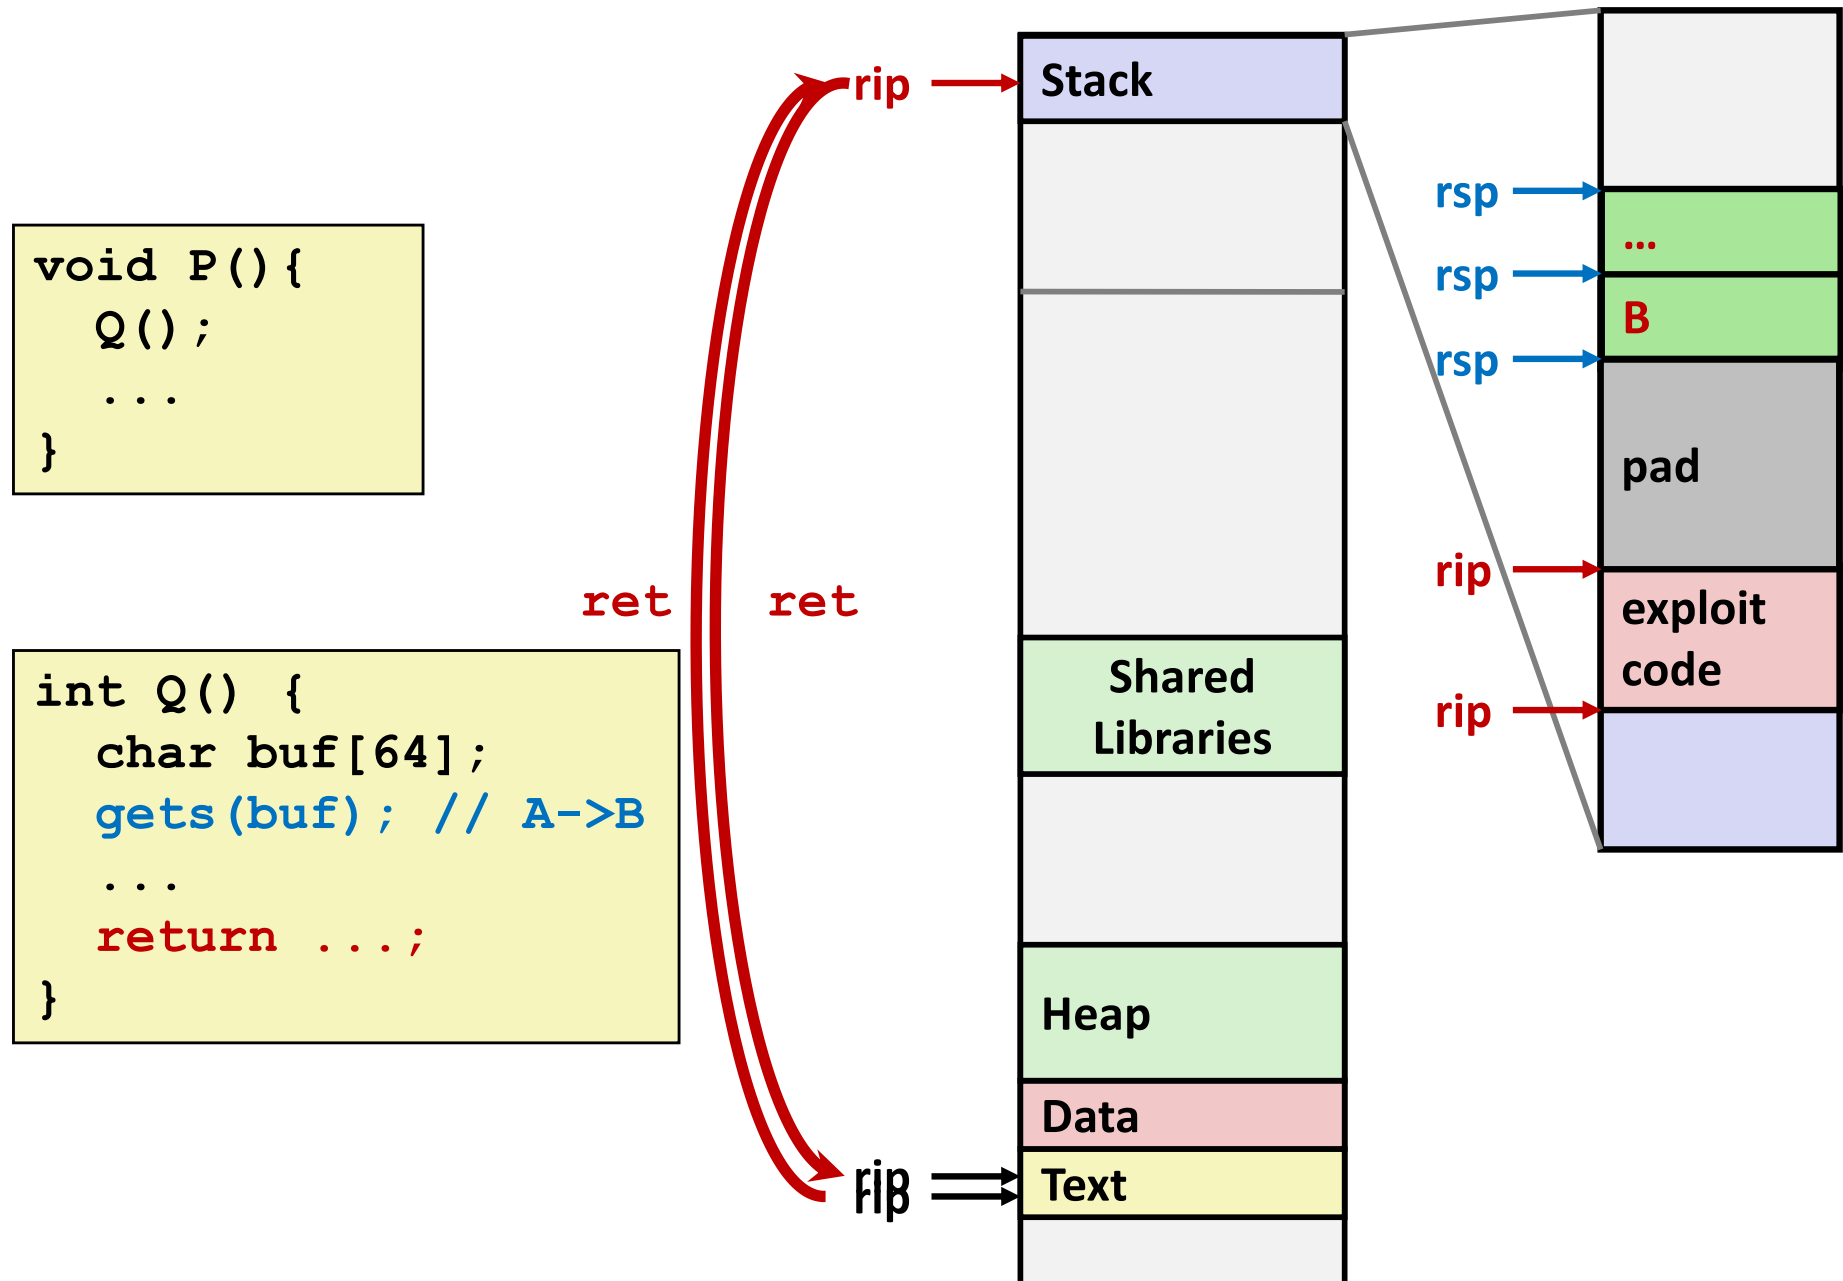 void P(){
  Q();
  ...
}
int Q() {
  char buf[64];
  gets(buf); // A->B
  ...
  return ...;
}
ret
ret
rip
Stack
Shared
Libraries
Heap
Data
rip
rip
Text
rsp
...
rsp
B
rsp
pad
rip
exploit
code
rip